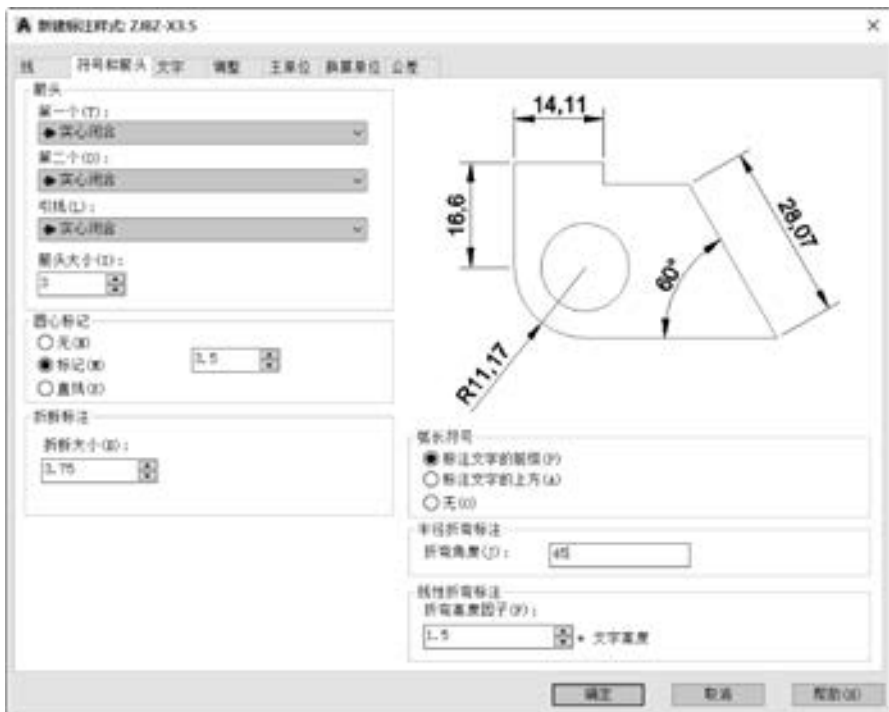 新建标注样式: ZJBZ-X3.5
线 符号和箭头 文字 调整 主单位 换算单位 公差
箭头
第一个(T):
实心闭合
第二个(D):
实心闭合
引线(L):
实心闭合
箭头大小(I):
3
圆心标记
无(N)
标记(M)
3.5
直线(E)
折断标注
折断大小(B):
3.75
14,11
16,6
28,07
60°
R11,17
弧长符号
标注文字的前缀(P)
标注文字的上方(A)
无(O)
半径折弯标注
折弯角度(J):
45
线性折弯标注
折弯高度因子(F):
1.5
* 文字高度
确定
取消
帮助(H)